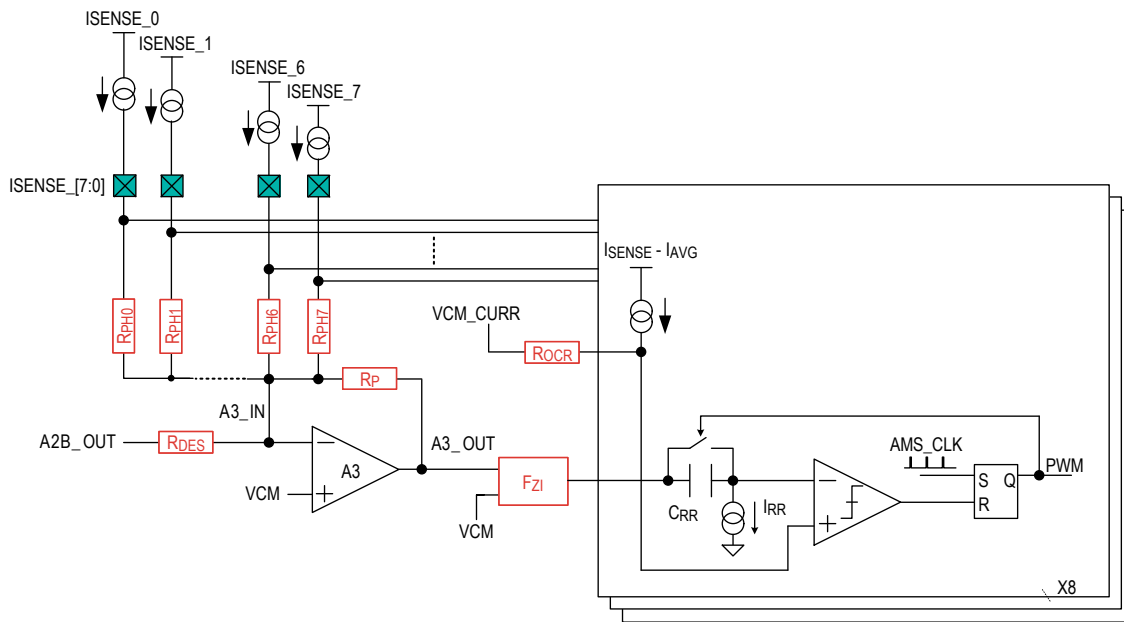 ISENSE_0
ISENSE_1
ISENSE_6
ISENSE_7
ISENSE_[7:0]
ISENSE - IAVG
VCM_CURR
ROCR
RPH0
RPH1
RPH6
RPH7
RP
A3_IN
A2B_OUT
RDES
A3_OUT
A3
VCM
FZI
VCM
CRR
IRR
AMS_CLK
PWM
S
Q
R
X8